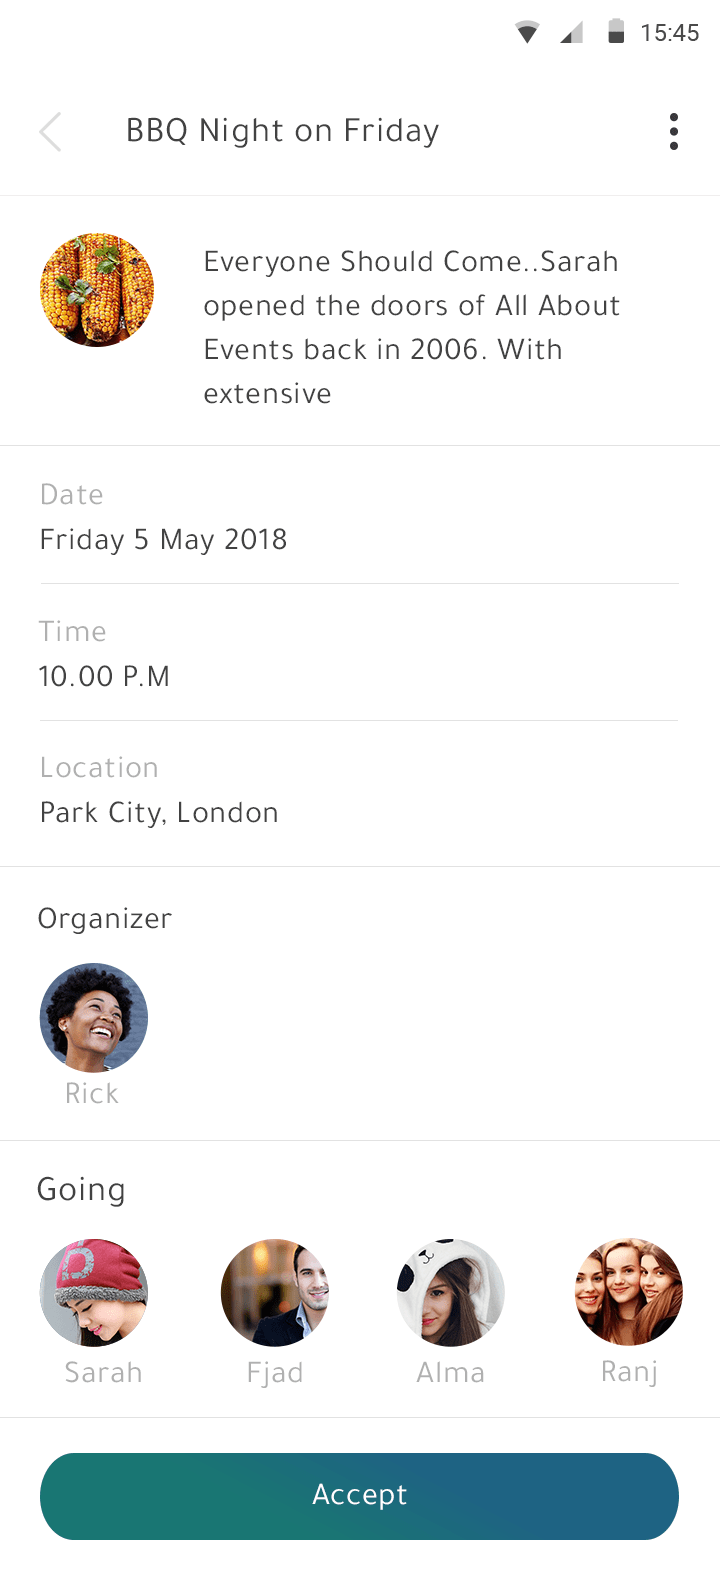 15:45
BBQ Night on Friday
Everyone Should Come..Sarah
opened the doors of All About
Events back in 2006. With
extensive
Date
Friday 5 May 2018
Time
10.00 P.M
Location
Park City, London
Organizer
Rick
Going
Sarah Fjad Alma Ranj
Accept